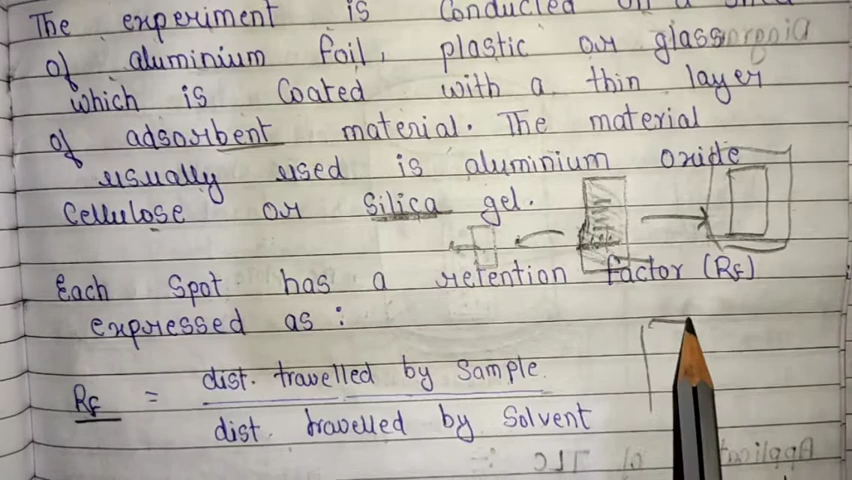 The experiment is conducted on a
of aluminium foil, plastic or glass
which is coated with a thin layer
of adsorbent material. The material
usually used is aluminium oxide
cellulose or silica gel.
Each spot has a retention factor (Rf)
expressed as :
Rf = dist. travelled by sample.
dist. travelled by solvent